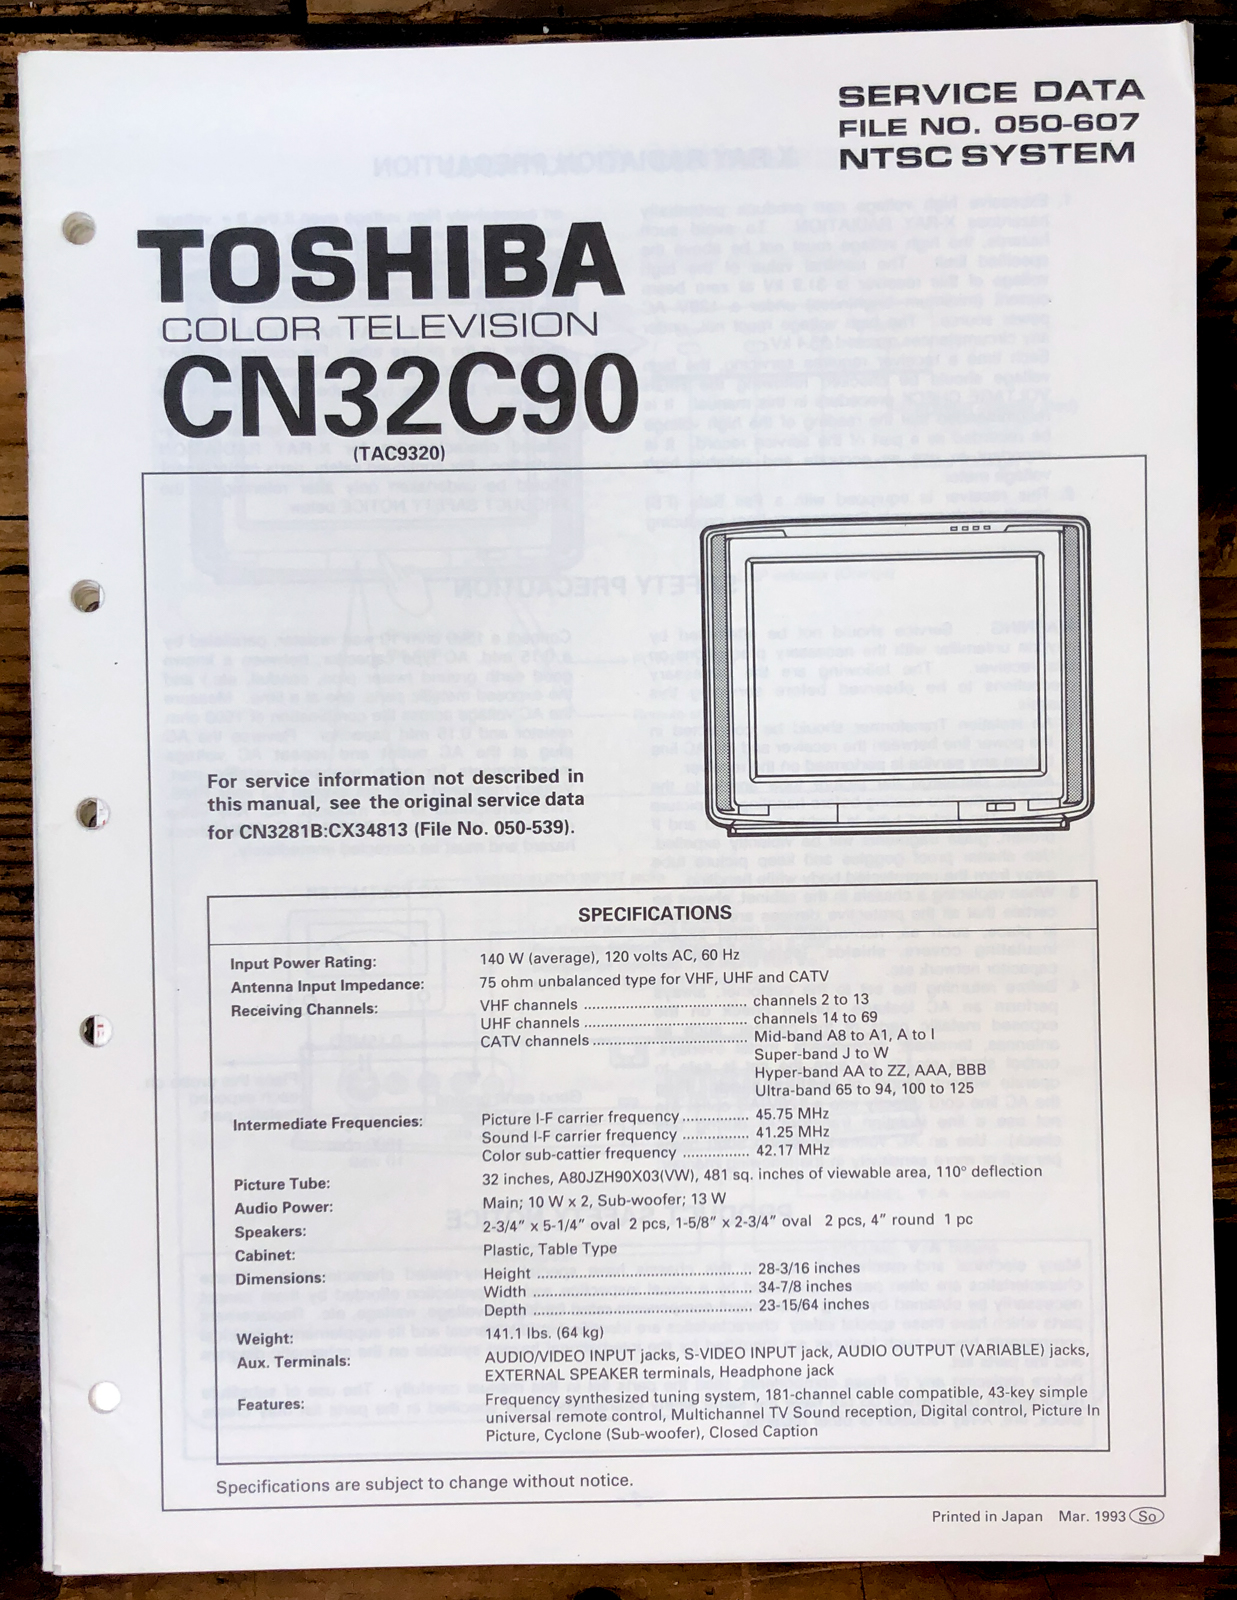 SERVICE DATA
FILE NO. 050-607
NTSC SYSTEM
TOSHIBA
COLOR TELEVISION
CN32C90
(TAC9320)
For service information not described in
this manual, see the original service data
for CN3281B:CX34813 (File No. 050-539).
SPECIFICATIONS
Input Power Rating: 140 W (average), 120 volts AC, 60 Hz
Antenna Input Impedance: 75 ohm unbalanced type for VHF, UHF and CATV
Receiving Channels: VHF channels ........................................ channels 2 to 13
UHF channels ........................................ channels 14 to 69
CATV channels ...................................... Mid-band A8 to A1, A to I
Super-band J to W
Hyper-band AA to ZZ, AAA, BBB
Ultra-band 65 to 94, 100 to 125
Intermediate Frequencies: Picture I-F carrier frequency ................ 45.75 MHz
Sound I-F carrier frequency ................ 41.25 MHz
Color sub-cattier frequency ................ 42.17 MHz
Picture Tube: 32 inches, A80JZH90X03(VW), 481 sq. inches of viewable area, 110° deflection
Audio Power: Main; 10 W x 2, Sub-woofer; 13 W
Speakers: 2-3/4" x 5-1/4" oval 2 pcs, 1-5/8" x 2-3/4" oval 2 pcs, 4" round 1 pc
Cabinet: Plastic, Table Type
Dimensions: Height .................................................... 28-3/16 inches
Width ..................................................... 34-7/8 inches
Depth ..................................................... 23-15/64 inches
Weight: 141.1 lbs. (64 kg)
Aux. Terminals: AUDIO/VIDEO INPUT jacks, S-VIDEO INPUT jack, AUDIO OUTPUT (VARIABLE) jacks,
EXTERNAL SPEAKER terminals, Headphone jack
Features: Frequency synthesized tuning system, 181-channel cable compatible, 43-key simple
universal remote control, Multichannel TV Sound reception, Digital control, Picture In
Picture, Cyclone (Sub-woofer), Closed Caption
Specifications are subject to change without notice.
Printed in Japan Mar. 1993 So